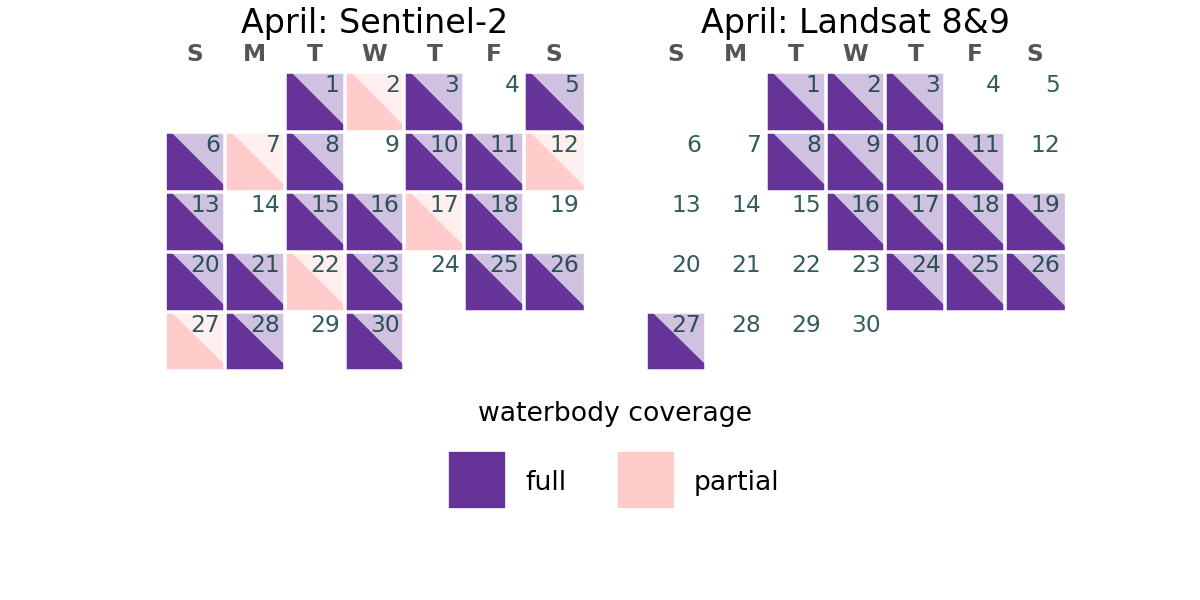 April: Sentinel-2
S M T W T F S
1 2 3 4 5
6 7 8 9 10 11 12
13 14 15 16 17 18 19
20 21 22 23 24 25 26
27 28 29 30
April: Landsat 8&9
S M T W T F S
1 2 3 4 5
6 7 8 9 10 11 12
13 14 15 16 17 18 19
20 21 22 23 24 25 26
27 28 29 30
waterbody coverage
full partial